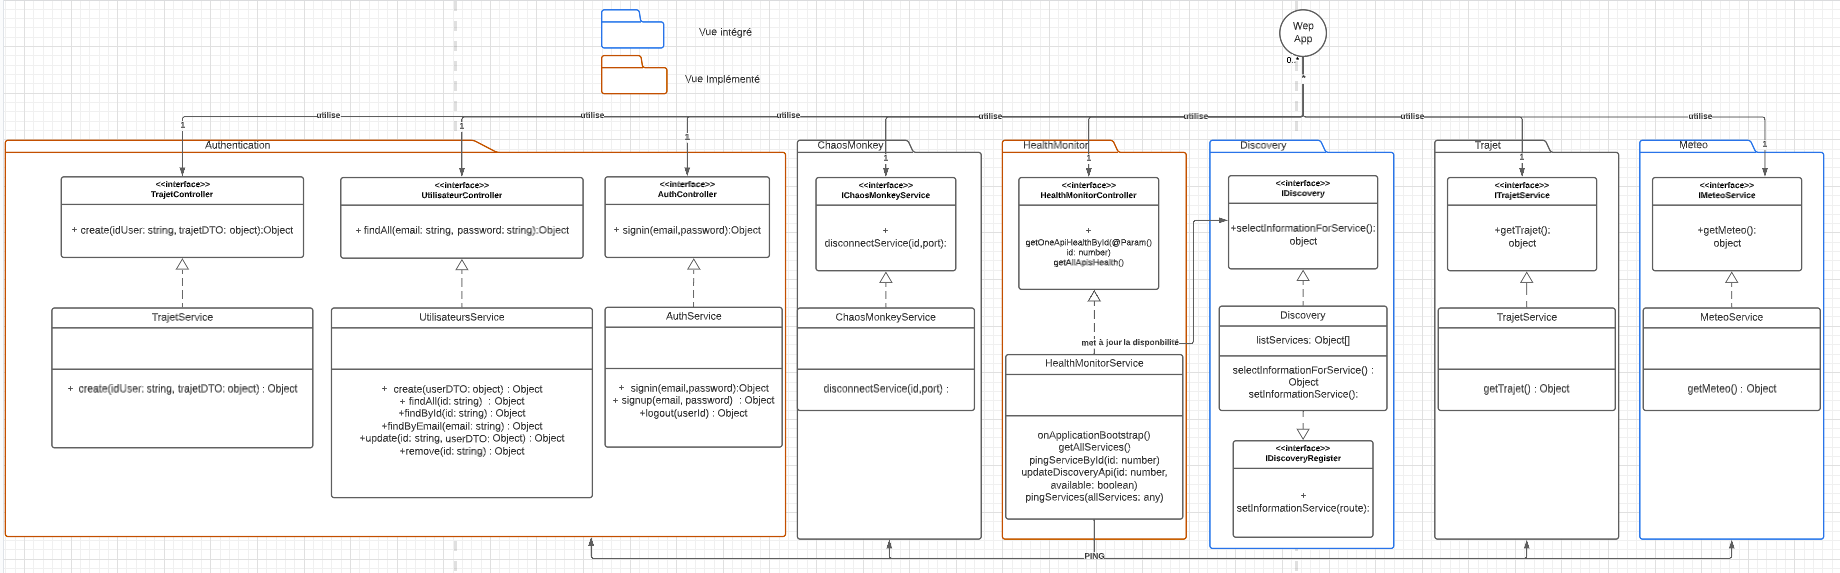 Vue intégré
Vue Implémenté
Wep
App
0..*
*
utilise
utilise
utilise
utilise
utilise
utilise
utilise
1
1
1
1
1
1
1
Authentication
<<interface>>
TrajetController
+ create(idUser: string, trajetDTO: object):Object
TrajetService
+ create(idUser: string, trajetDTO: object) : Object
<<interface>>
UtilisateurController
+ findAll(email: string, password: string):Object
UtilisateursService
+ create(userDTO: object) : Object
+ findAll(id: string) : Object
+findById(id: string) : Object
+findByEmail(email: string) : Object
+update(id: string, userDTO: Object) : Object
+remove(id: string) : Object
<<interface>>
AuthController
+ signin(email,password):Object
AuthService
+ signin(email,password):Object
+ signup(email, password) : Object
+logout(userId) : Object
ChaosMonkey
<<interface>>
IChaosMonkeyService
+
disconnectService(id,port):
ChaosMonkeyService
disconnectService(id,port) :
HealthMonitor
<<interface>>
HealthMonitorController
+
getOneApiHealthById(@Param()
id: number)
getAllApisHealth()
met à jour la disponbilité
HealthMonitorService
onApplicationBootstrap()
getAllServices()
pingServiceById(id: number)
updateDiscoveryApi(id: number,
available: boolean)
pingServices(allServices: any)
PING
Discovery
<<interface>>
IDiscovery
+selectInformationForService():
object
Discovery
listServices: Object[]
selectInformationForService() :
Object
setInformationService():
<<interface>>
IDiscoveryRegister
+
setInformationService(route):
Trajet
<<interface>>
ITrajetService
+getTrajet():
object
TrajetService
getTrajet() : Object
Meteo
<<interface>>
IMeteoService
+getMeteo():
object
MeteoService
getMeteo() : Object